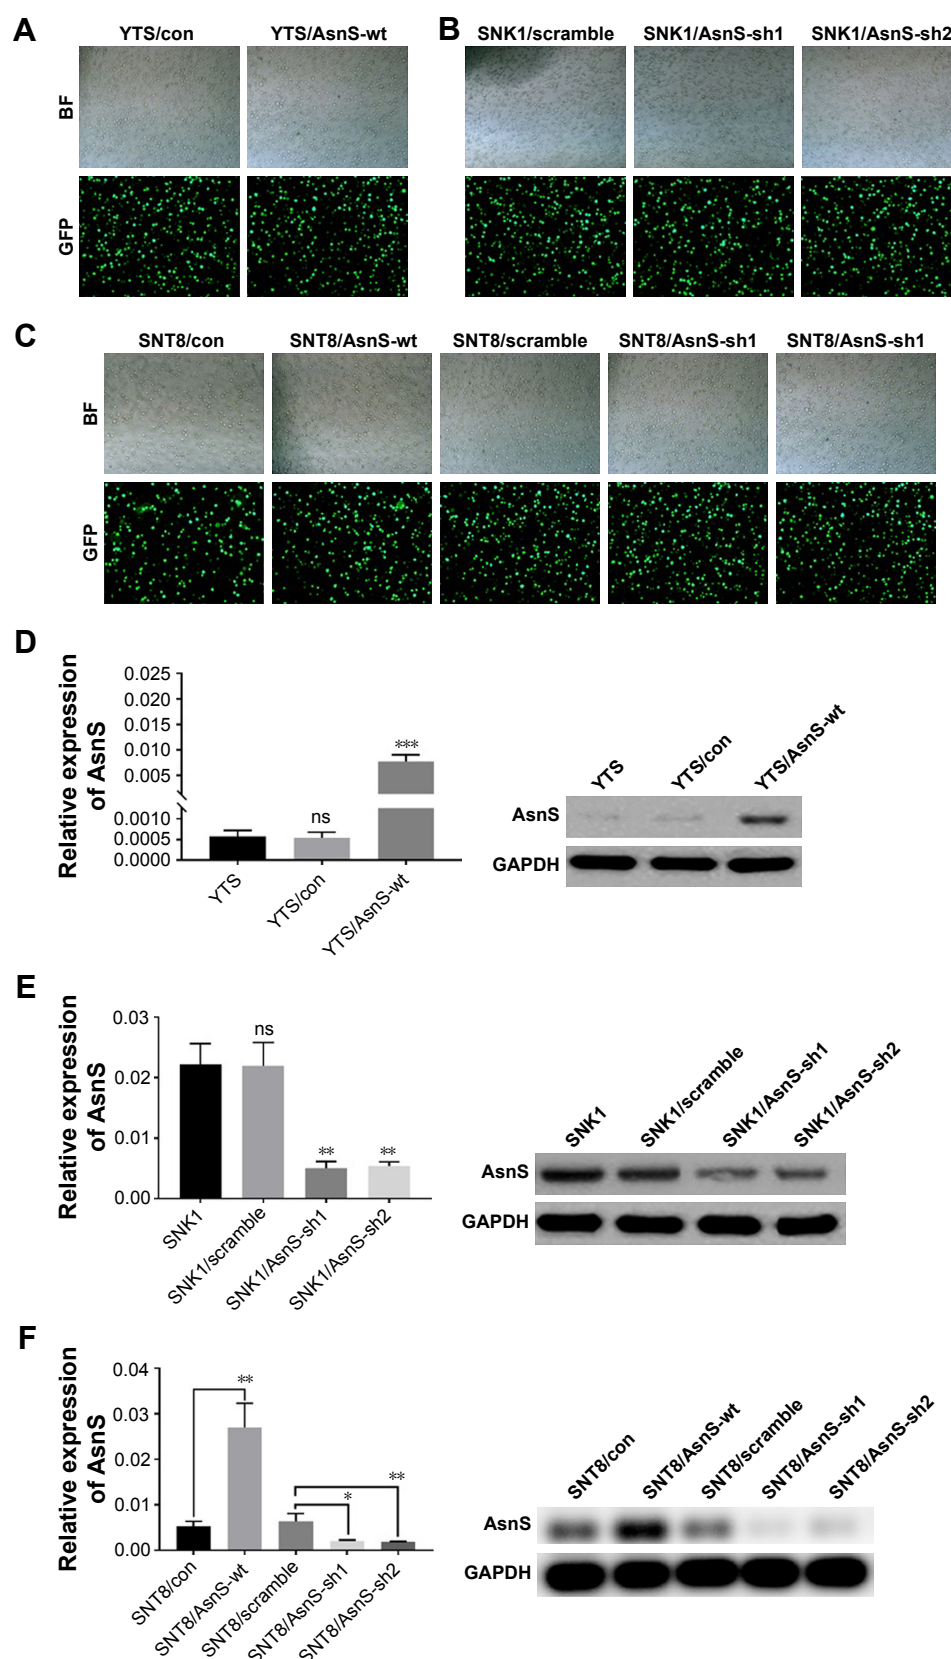 A
YTS/con YTS/AsnS-wt
BF
GFP
B
SNK1/scramble SNK1/AsnS-sh1 SNK1/AsnS-sh2
C
SNT8/con SNT8/AsnS-wt SNT8/scramble SNT8/AsnS-sh1 SNT8/AsnS-sh1
BF
GFP
D
Relative expression
of AsnS
0.025
0.020
0.015
0.010
0.005
0.0010
0.0005
0.0000
ns
***
YTS
YTS/con
YTS/AsnS-wt
YTS
YTS/con
YTS/AsnS-wt
AsnS
GAPDH
E
Relative expression
of AsnS
0.03
0.02
0.01
0.00
ns
**
**
SNK1
SNK1/scramble
SNK1/AsnS-sh1
SNK1/AsnS-sh2
SNK1
SNK1/scramble
SNK1/AsnS-sh1
SNK1/AsnS-sh2
AsnS
GAPDH
F
Relative expression
of AsnS
0.04
0.03
0.02
0.01
0.00
**
*
**
SNT8/con
SNT8/AsnS-wt
SNT8/scramble
SNT8/AsnS-sh1
SNT8/AsnS-sh2
SNT8/con
SNT8/AsnS-wt
SNT8/scramble
SNT8/AsnS-sh1
SNT8/AsnS-sh2
AsnS
GAPDH